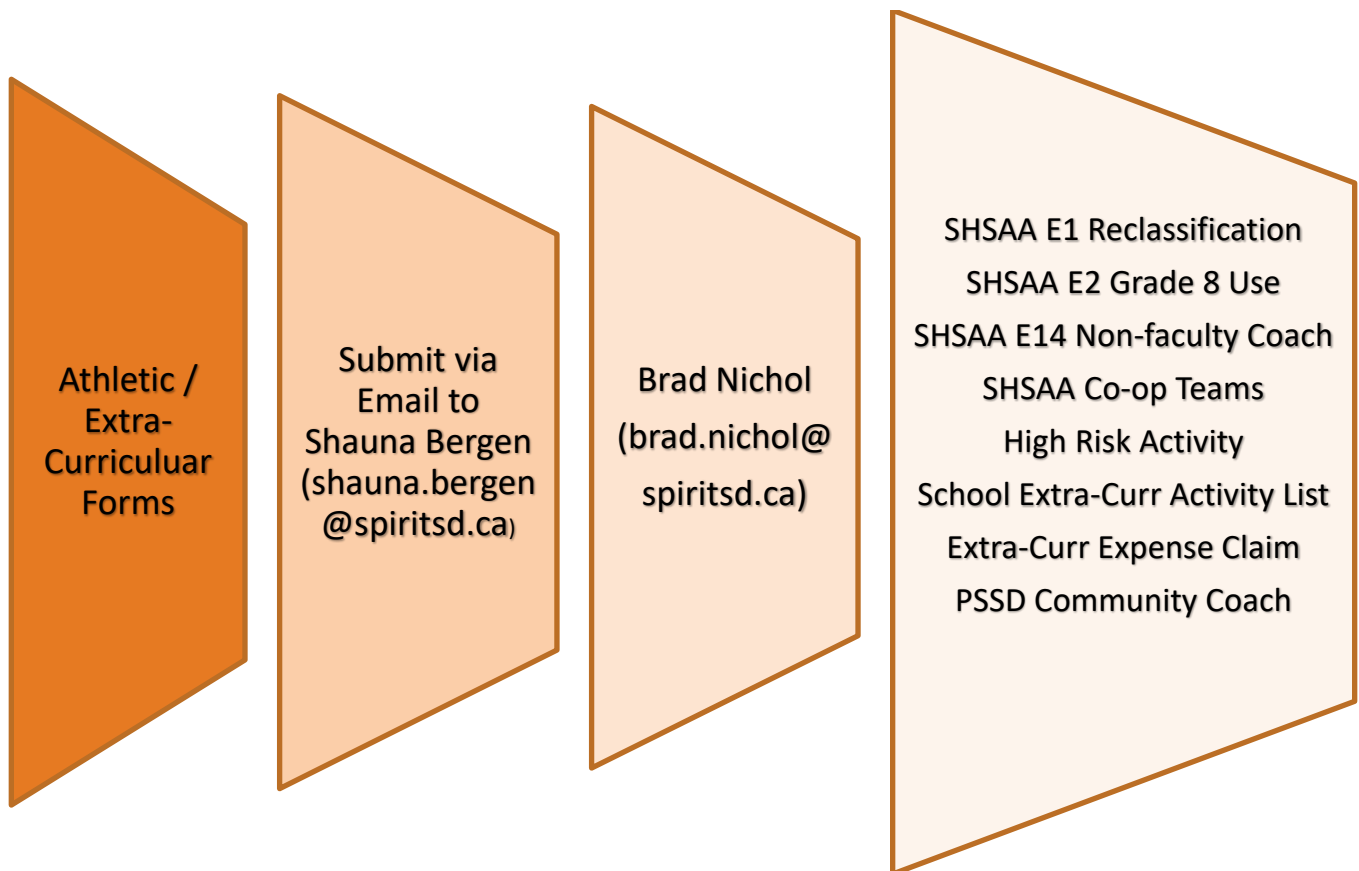 Athletic /
Extra-
Curriculuar
Forms
Submit via
Email to
Shauna Bergen
(shauna.bergen
@spiritsd.ca)
Brad Nichol
(brad.nichol@
spiritsd.ca)
SHSAA E1 Reclassification
SHSAA E2 Grade 8 Use
SHSAA E14 Non-faculty Coach
SHSAA Co-op Teams
High Risk Activity
School Extra-Curr Activity List
Extra-Curr Expense Claim
PSSD Community Coach